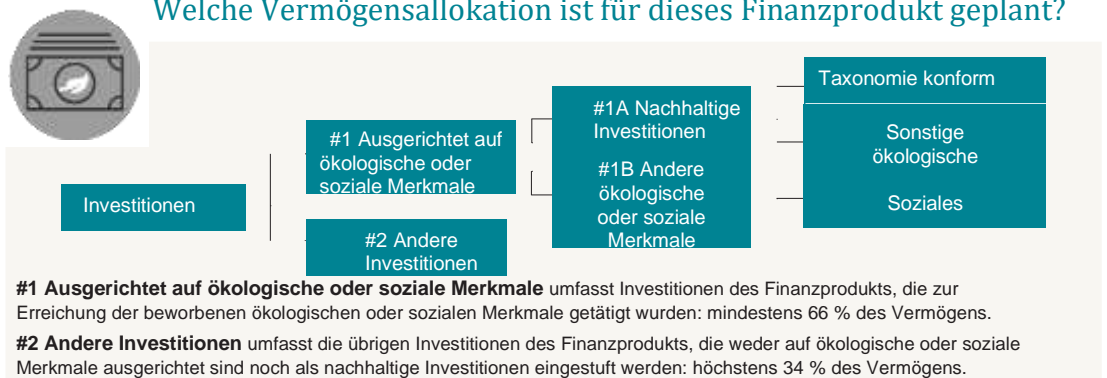 Welche Vermögensallokation ist für dieses Finanzprodukt geplant?
Investitionen
#1 Ausgerichtet auf
ökologische oder
soziale Merkmale
#2 Andere
Investitionen
#1A Nachhaltige
Investitionen
#1B Andere
ökologische
oder soziale
Merkmale
Taxonomie konform
Sonstige
ökologische
Soziales
#1 Ausgerichtet auf ökologische oder soziale Merkmale umfasst Investitionen des Finanzprodukts, die zur
Erreichung der beworbenen ökologischen oder sozialen Merkmale getätigt wurden: mindestens 66 % des Vermögens.
#2 Andere Investitionen umfasst die übrigen Investitionen des Finanzprodukts, die weder auf ökologische oder soziale
Merkmale ausgerichtet sind noch als nachhaltige Investitionen eingestuft werden: höchstens 34 % des Vermögens.